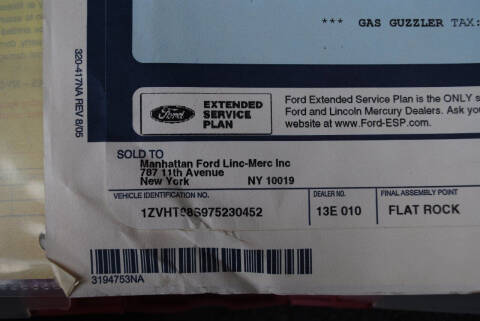 *** GAS GUZZLER TAX:
320-417NA REV 8/05
Ford
EXTENDED
SERVICE
PLAN
Ford Extended Service Plan is the ONLY s
Ford and Lincoln Mercury Dealers. Ask you
website at www.Ford-ESP.com.
SOLD TO
Manhattan Ford Linc-Merc Inc
787 11th Avenue
New York NY 10019
VEHICLE IDENTIFICATION NO.
DEALER NO.
FINAL ASSEMBLY POINT
1ZVHT88S975230452
13E 010
FLAT ROCK
3194753NA